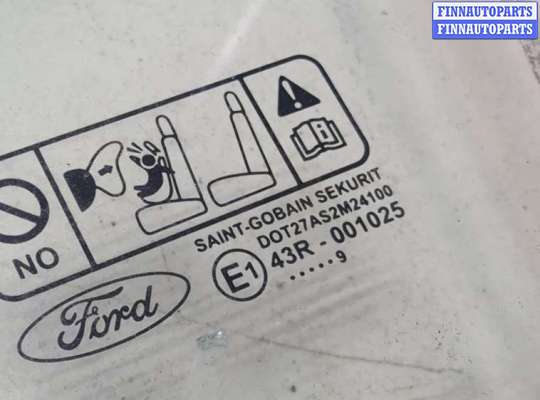 FINNAUTOPARTS
FINNAUTOPARTS
NO
SAINT-GOBAIN SEKURIT
DOT27AS2M24100
E1 43R - 001025
.....9
Ford